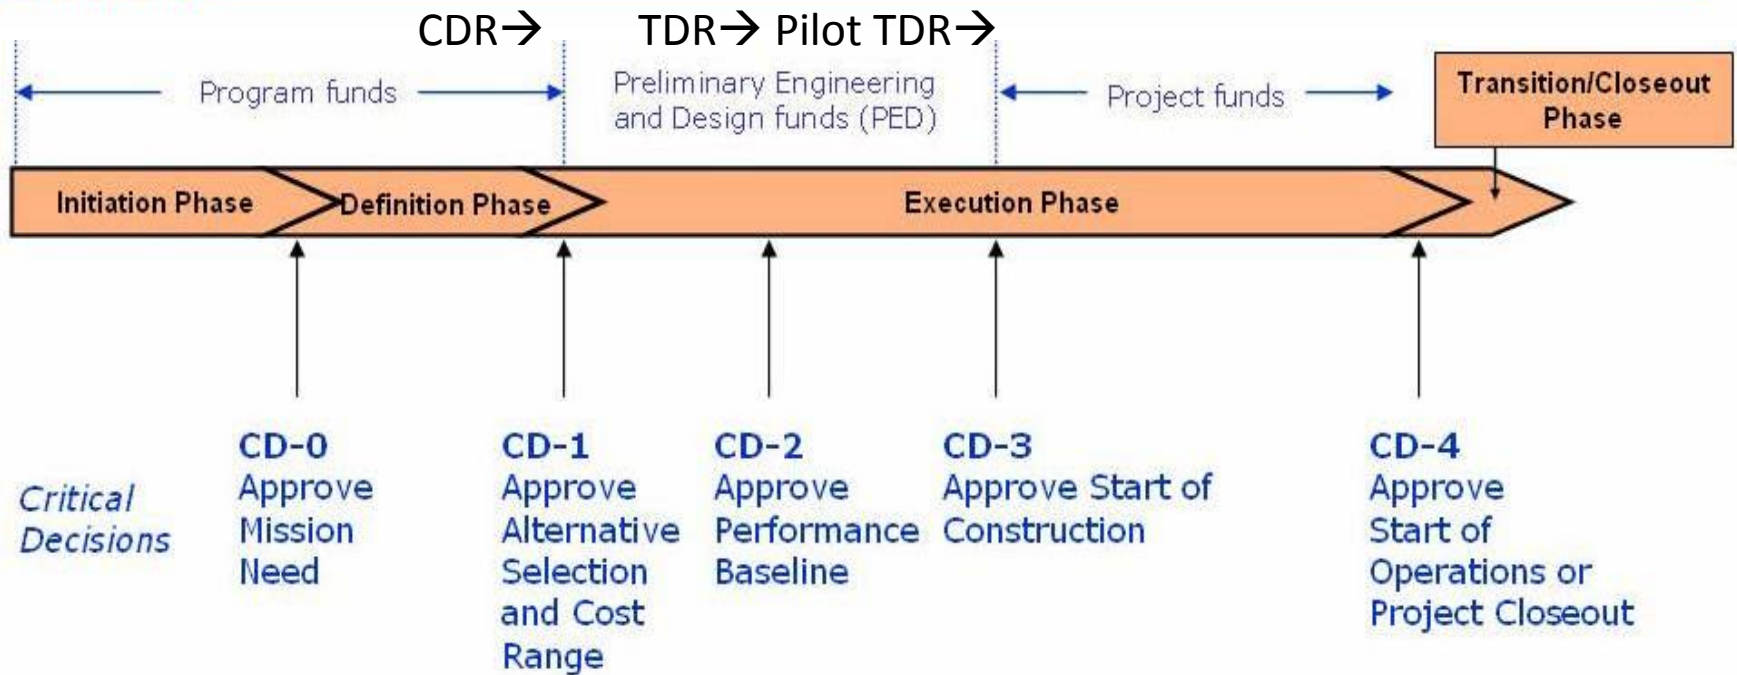 CDR→ TDR→ Pilot TDR→
Program funds
Preliminary Engineering
and Design funds (PED)
Project funds
Transition/Closeout
Phase
Initiation Phase
Definition Phase
Execution Phase
Critical
Decisions
CD-0
Approve
Mission
Need
CD-1
Approve
Alternative
Selection
and Cost
Range
CD-2
Approve
Performance
Baseline
CD-3
Approve Start of
Construction
CD-4
Approve
Start of
Operations or
Project Closeout